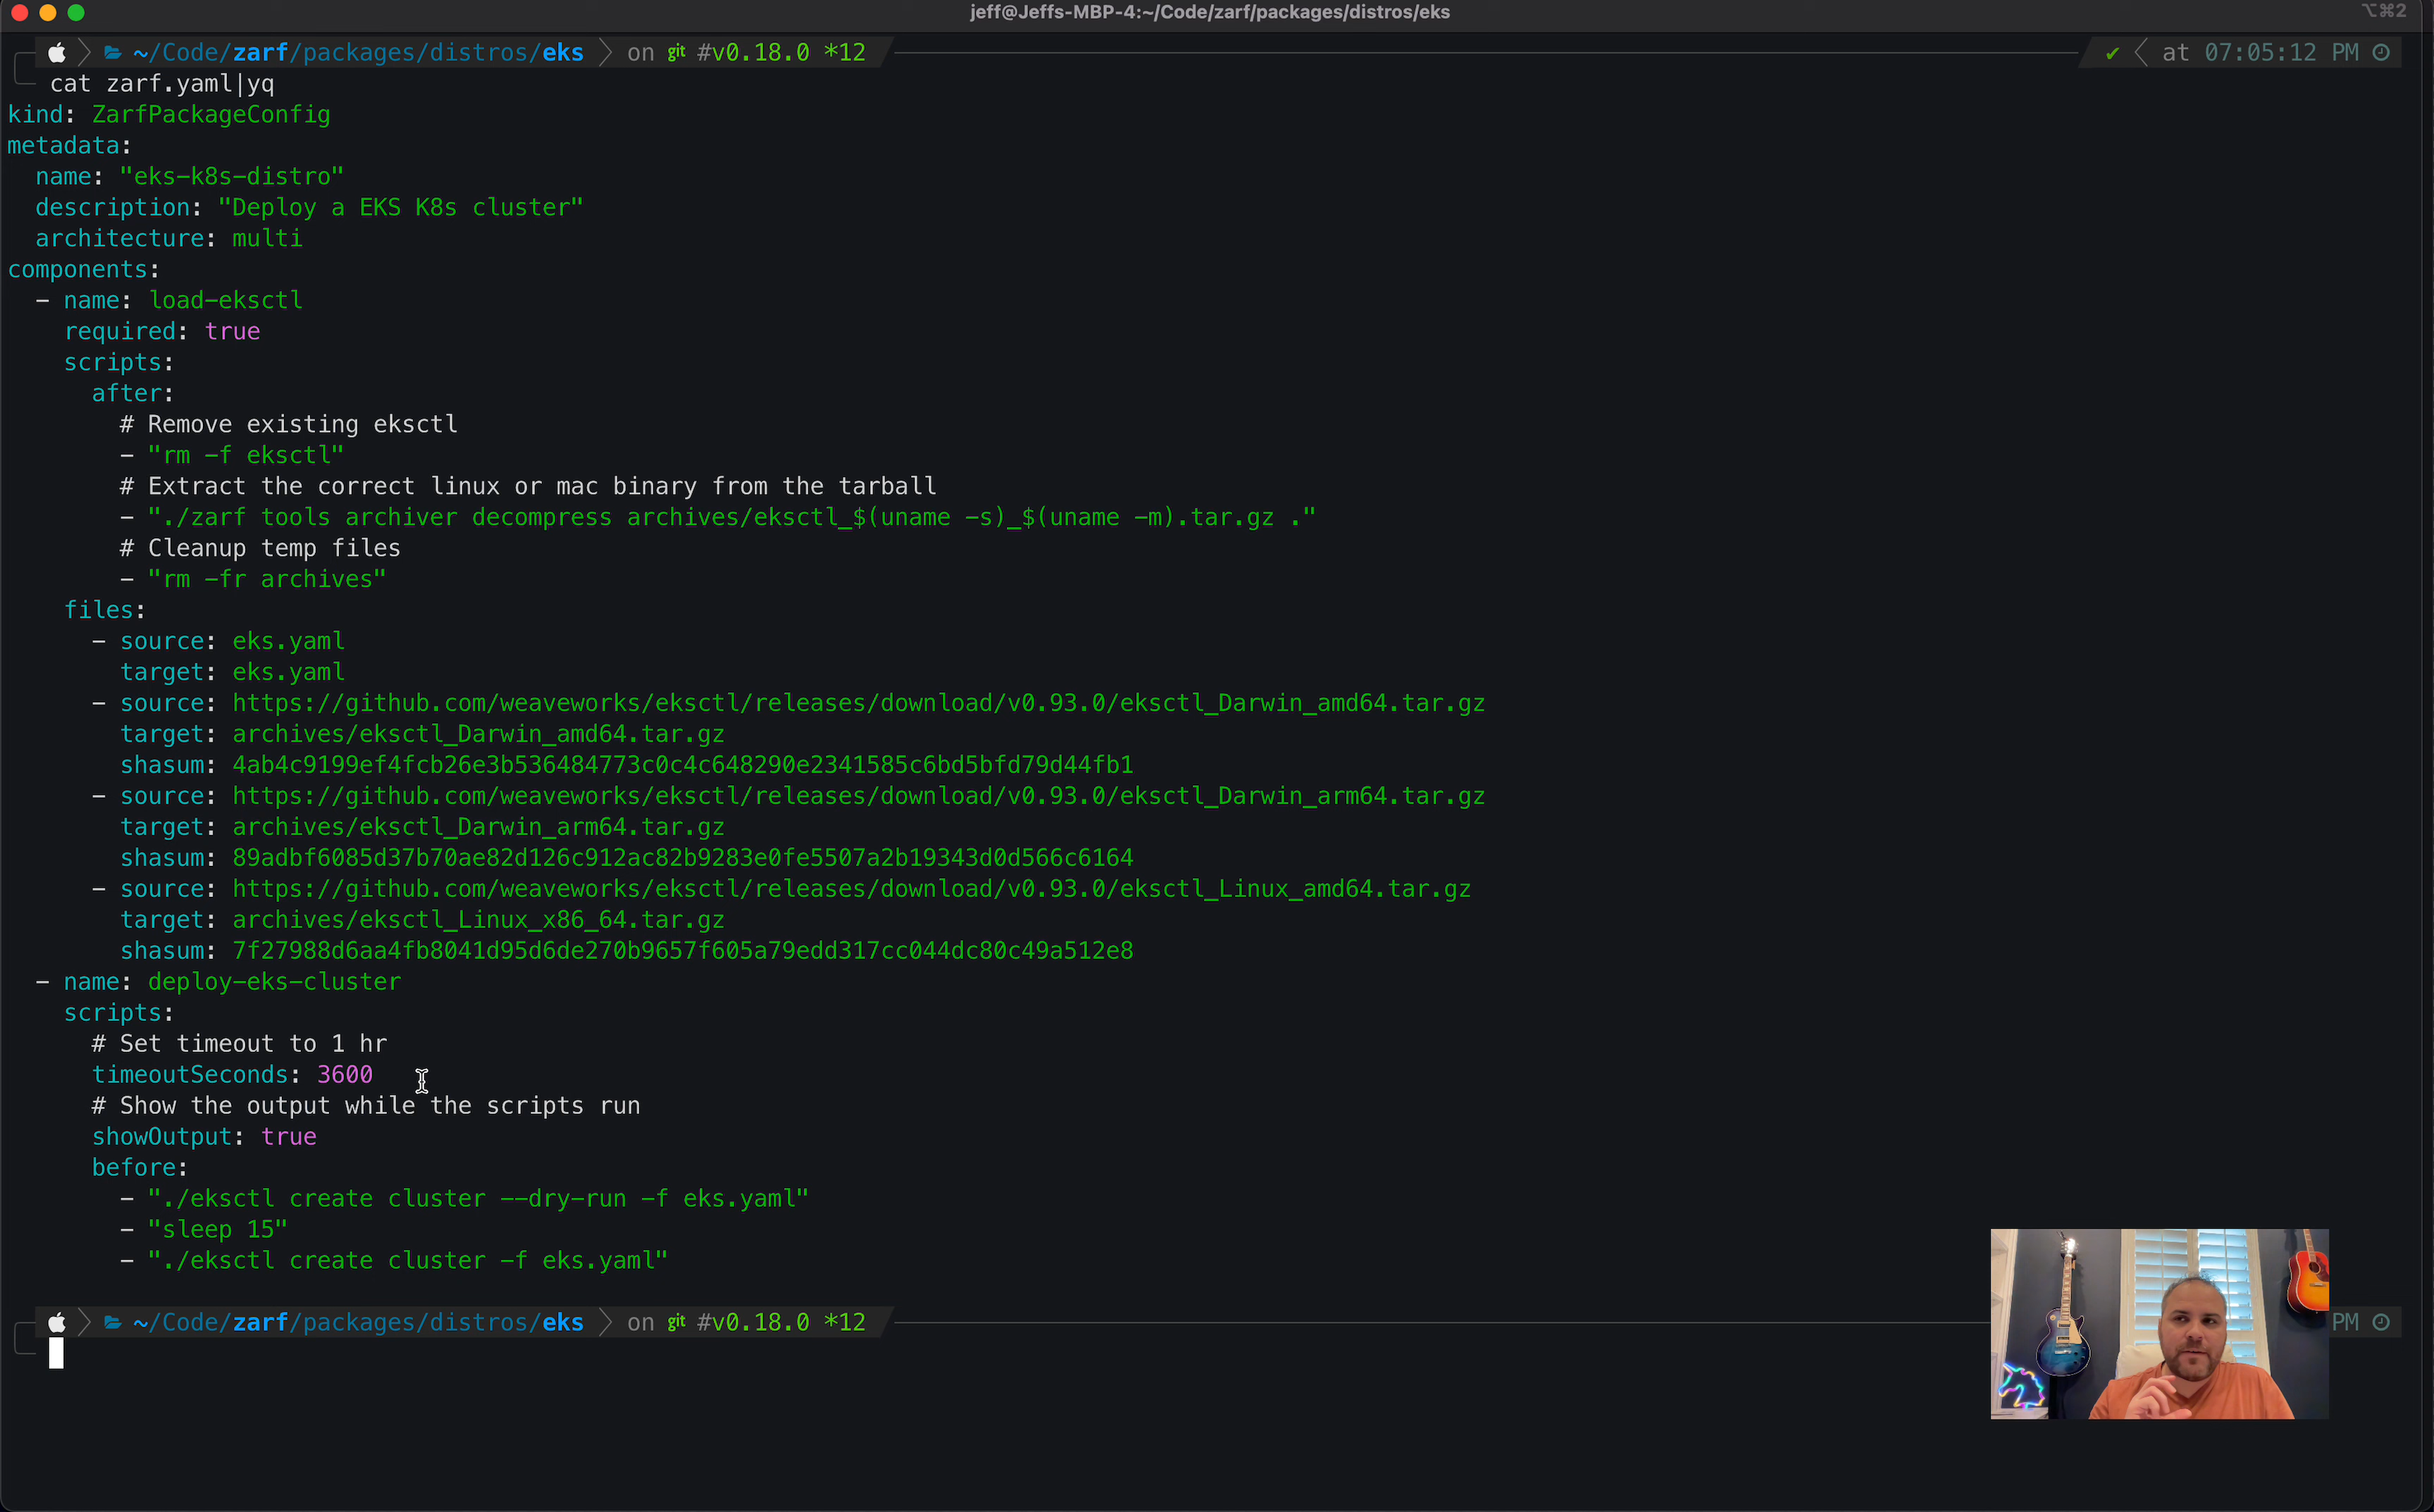 jeff@Jeffs-MBP-4:~/Code/zarf/packages/distros/eks ⌥⌘2
~/Code/zarf/packages/distros/eks on git #v0.18.0 *12 ✔ at 07:05:12 PM
cat zarf.yaml|yq
kind: ZarfPackageConfig
metadata:
  name: "eks-k8s-distro"
  description: "Deploy a EKS K8s cluster"
  architecture: multi
components:
  - name: load-eksctl
    required: true
    scripts:
      after:
        # Remove existing eksctl
        - "rm -f eksctl"
        # Extract the correct linux or mac binary from the tarball
        - "./zarf tools archiver decompress archives/eksctl_$(uname -s)_$(uname -m).tar.gz ."
        # Cleanup temp files
        - "rm -fr archives"
    files:
      - source: eks.yaml
        target: eks.yaml
      - source: https://github.com/weaveworks/eksctl/releases/download/v0.93.0/eksctl_Darwin_amd64.tar.gz
        target: archives/eksctl_Darwin_amd64.tar.gz
        shasum: 4ab4c9199ef4fcb26e3b536484773c0c4c648290e2341585c6bd5bfd79d44fb1
      - source: https://github.com/weaveworks/eksctl/releases/download/v0.93.0/eksctl_Darwin_arm64.tar.gz
        target: archives/eksctl_Darwin_arm64.tar.gz
        shasum: 89adbf6085d37b70ae82d126c912ac82b9283e0fe5507a2b19343d0d566c6164
      - source: https://github.com/weaveworks/eksctl/releases/download/v0.93.0/eksctl_Linux_amd64.tar.gz
        target: archives/eksctl_Linux_x86_64.tar.gz
        shasum: 7f27988d6aa4fb8041d95d6de270b9657f605a79edd317cc044dc80c49a512e8
  - name: deploy-eks-cluster
    scripts:
      # Set timeout to 1 hr
      timeoutSeconds: 3600
      # Show the output while the scripts run
      showOutput: true
      before:
        - "./eksctl create cluster --dry-run -f eks.yaml"
        - "sleep 15"
        - "./eksctl create cluster -f eks.yaml"
~/Code/zarf/packages/distros/eks on git #v0.18.0 *12 PM